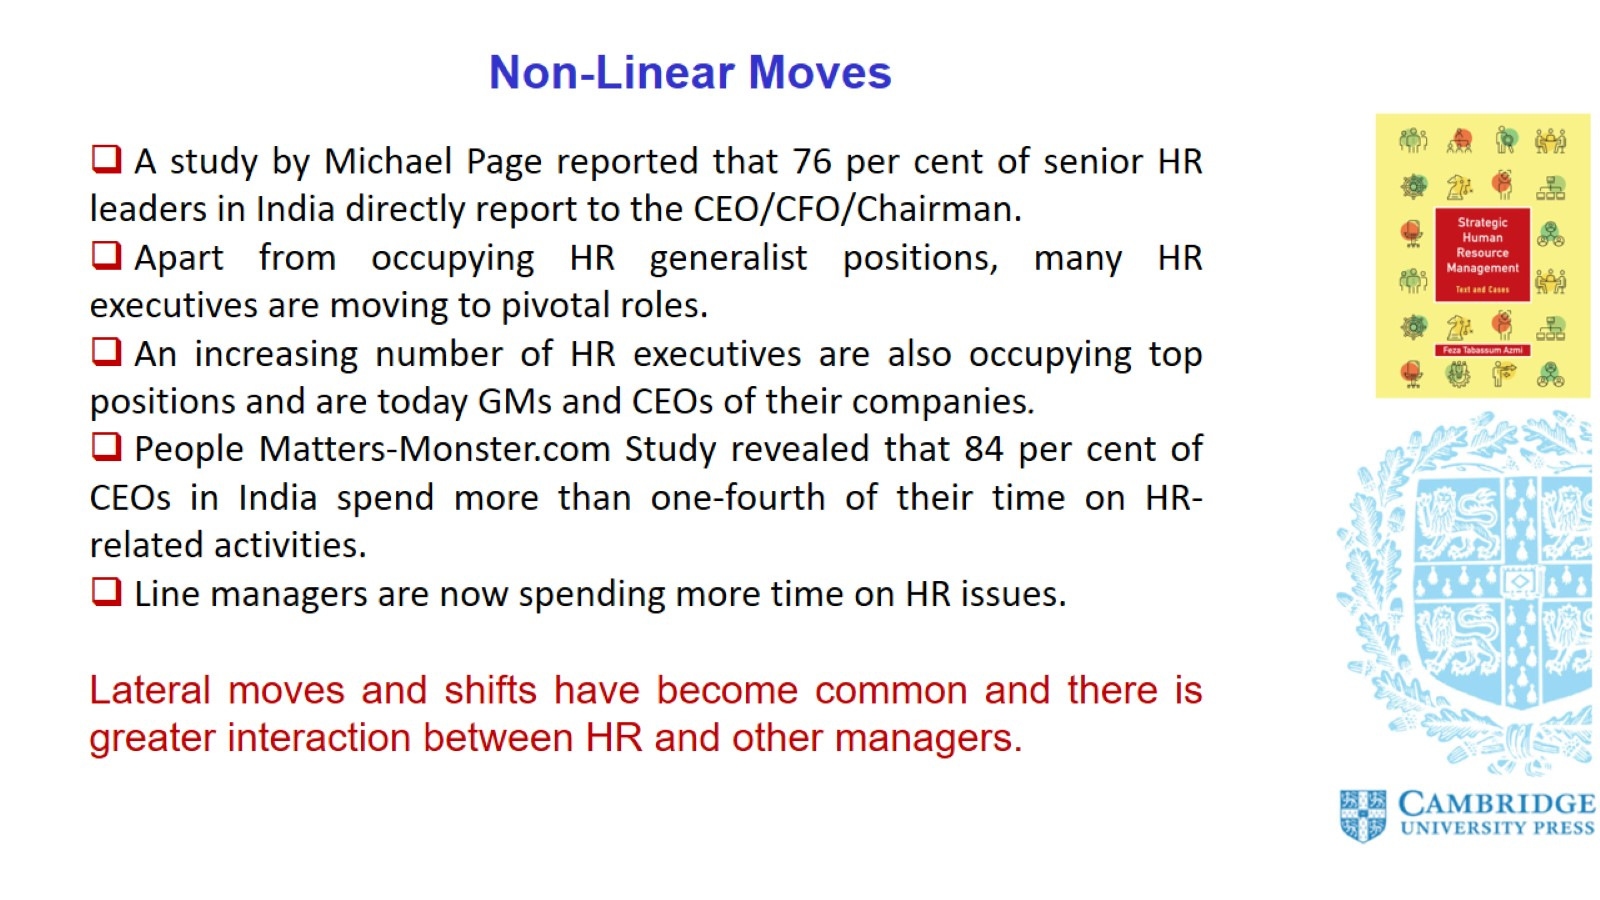 Non-Linear Moves
❑ A study by Michael Page reported that 76 per cent of senior HR
leaders in India directly report to the CEO/CFO/Chairman.
❑ Apart from occupying HR generalist positions, many HR
executives are moving to pivotal roles.
❑ An increasing number of HR executives are also occupying top
positions and are today GMs and CEOs of their companies.
❑ People Matters-Monster.com Study revealed that 84 per cent of
CEOs in India spend more than one-fourth of their time on HR-
related activities.
❑ Line managers are now spending more time on HR issues.
Lateral moves and shifts have become common and there is
greater interaction between HR and other managers.
Strategic
Human
Resource
Management
Text and Cases
Feza Tabassum Azmi
CAMBRIDGE
UNIVERSITY PRESS